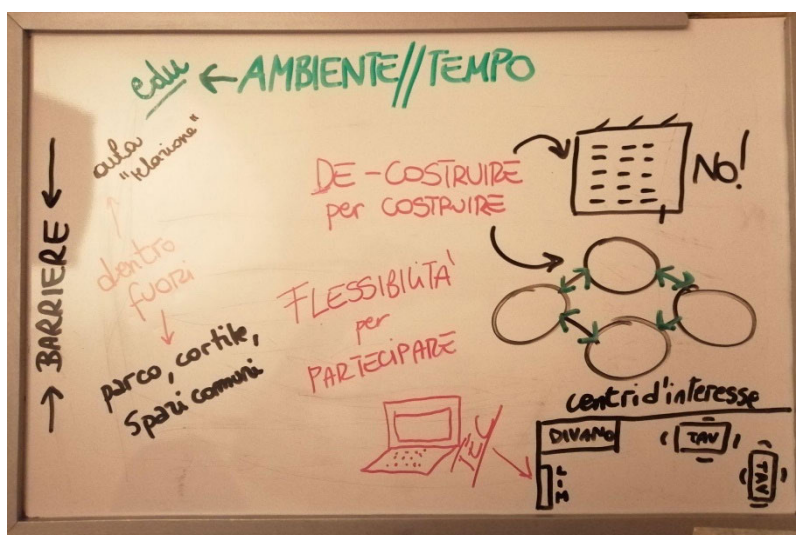 edu ← AMBIENTE//TEMPO
aula
"relazione"
→ BARRIERE ←
dentro
fuori
parco, cortile,
spazi comuni
DE-COSTRUIRE
per COSTRUIRE
NO!
FLESSIBILITÀ
per
PARTECIPARE
centri d'interesse
TEC
DIVANO
TAV
LIM
TAV